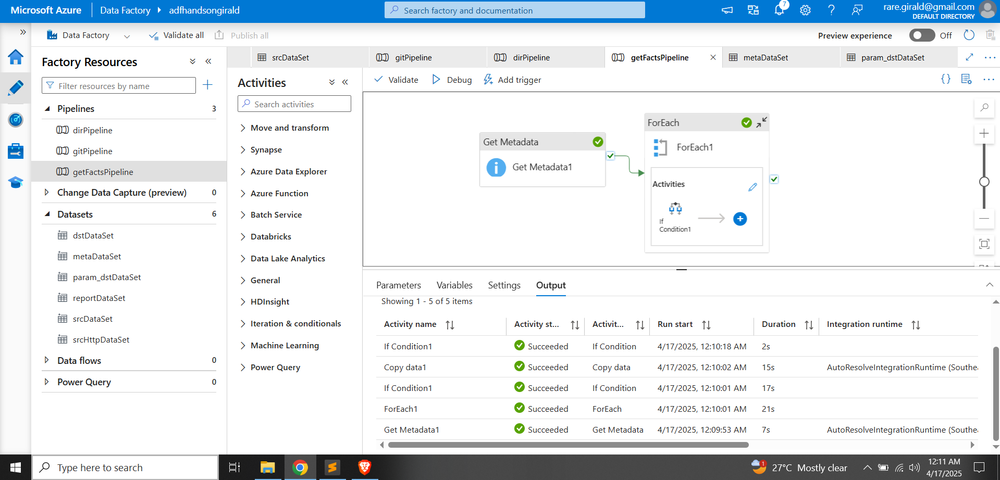 Microsoft Azure
Data Factory
adfhandsongirald
Search factory and documentation
7
rare.girald@gmail.com
DEFAULT DIRECTORY
Data Factory
Validate all
Publish all
Preview experience
Off
Factory Resources
Filter resources by name
Pipelines 3
dirPipeline
gitPipeline
getFactsPipeline
Change Data Capture (preview) 0
Datasets 6
dstDataSet
metaDataSet
param_dstDataSet
reportDataSet
srcDataSet
srcHttpDataSet
Data flows 0
Power Query 0
srcDataSet
gitPipeline
dirPipeline
getFactsPipeline
metaDataSet
param_dstDataSet
Activities
Search activities
Move and transform
Synapse
Azure Data Explorer
Azure Function
Batch Service
Databricks
Data Lake Analytics
General
HDInsight
Iteration & conditionals
Machine Learning
Power Query
Validate
Debug
Add trigger
Get Metadata
Get Metadata1
ForEach
ForEach1
Activities
If
Condition1
Parameters
Variables
Settings
Output
Showing 1 - 5 of 5 items
Activity name Activity st... Activit... Run start Duration Integration runtime
If Condition1 Succeeded If Condition 4/17/2025, 12:10:18 AM 2s
Copy data1 Succeeded Copy data 4/17/2025, 12:10:02 AM 15s AutoResolveIntegrationRuntime (Southea
If Condition1 Succeeded If Condition 4/17/2025, 12:10:01 AM 17s
ForEach1 Succeeded ForEach 4/17/2025, 12:10:01 AM 21s
Get Metadata1 Succeeded Get Metadata 4/17/2025, 12:09:53 AM 7s AutoResolveIntegrationRuntime (Southea
Type here to search
1
27°C Mostly clear
12:11 AM
4/17/2025